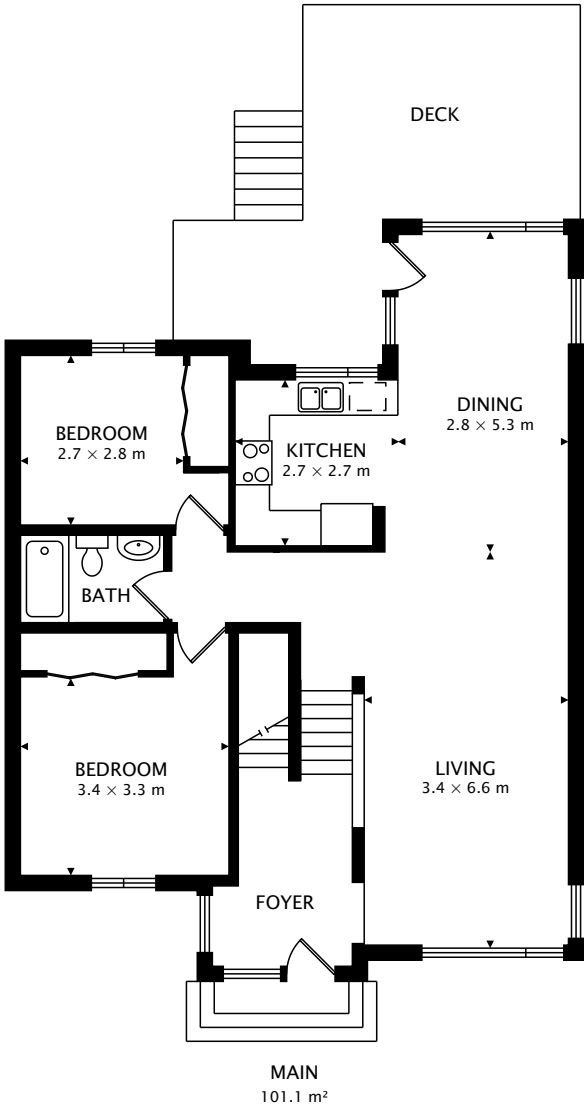 DECK
DINING
2.8 × 5.3 m
BEDROOM
2.7 × 2.8 m
KITCHEN
2.7 × 2.7 m
BATH
BEDROOM
3.4 × 3.3 m
LIVING
3.4 × 6.6 m
FOYER
MAIN
101.1 m²